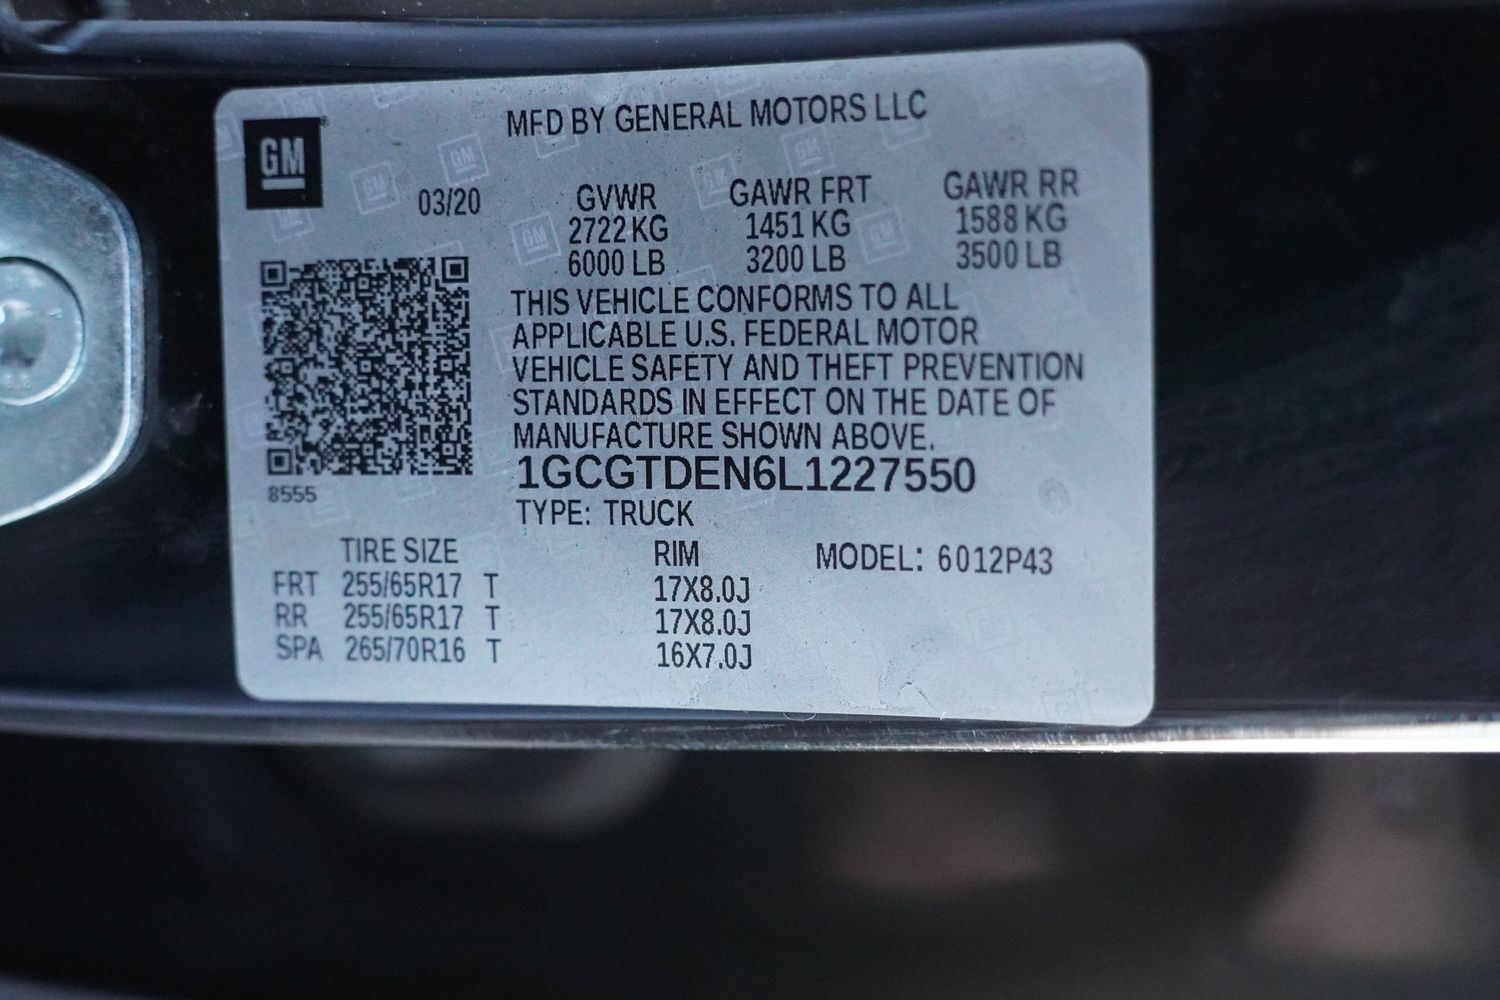 GM
MFD BY GENERAL MOTORS LLC
03/20 GVWR GAWR FRT GAWR RR
2722 KG 1451 KG 1588 KG
6000 LB 3200 LB 3500 LB
THIS VEHICLE CONFORMS TO ALL
APPLICABLE U.S. FEDERAL MOTOR
VEHICLE SAFETY AND THEFT PREVENTION
STANDARDS IN EFFECT ON THE DATE OF
MANUFACTURE SHOWN ABOVE.
1GCGTDEN6L1227550
8555
TYPE: TRUCK
TIRE SIZE RIM MODEL: 6012P43
FRT 255/65R17 T 17X8.0J
RR 255/65R17 T 17X8.0J
SPA 265/70R16 T 16X7.0J